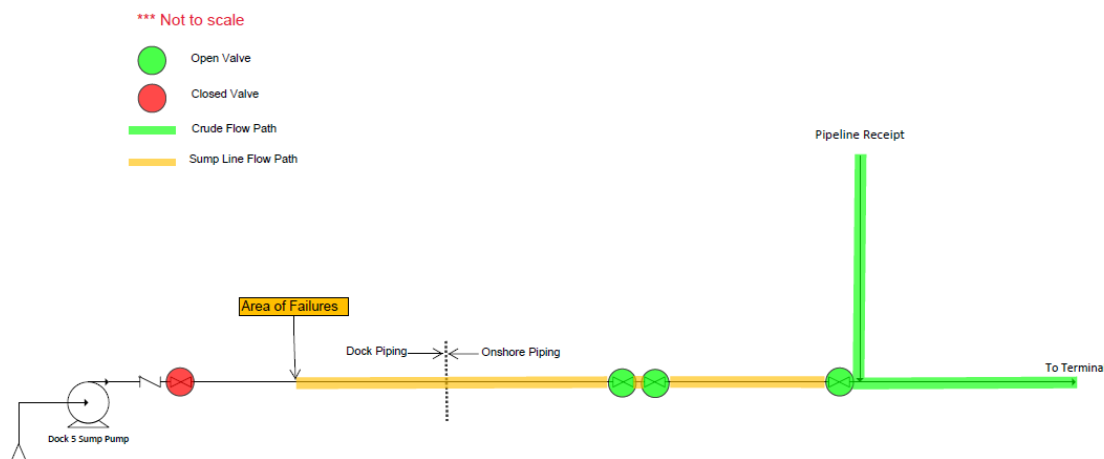 *** Not to scale
Open Valve
Closed Valve
Crude Flow Path
Sump Line Flow Path
Pipeline Receipt
Area of Failures
Dock Piping
Onshore Piping
To Termina
Dock 5 Sump Pump